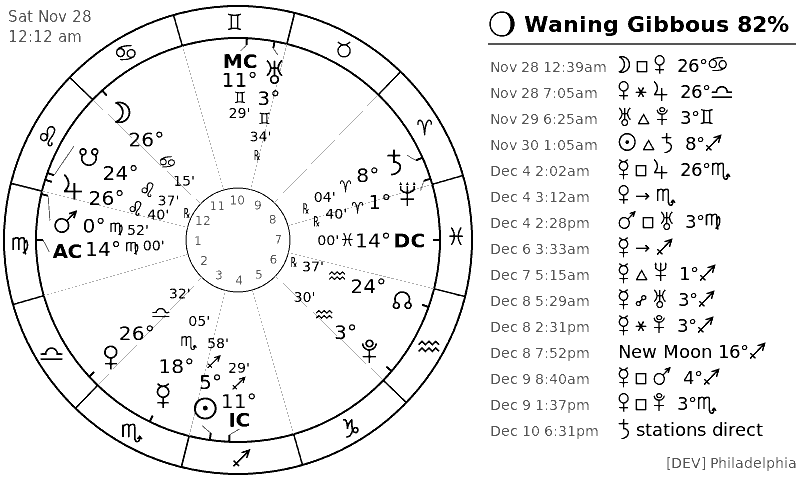 Sat Nov 28
12:12 am
☽ Waning Gibbous 82%
Nov 28 12:39am ☽ □ ♀ 26°♋
Nov 28 7:05am ♀ ⚹ ♃ 26°♎
Nov 29 6:25am ♅ △ ♇ 3°♊
Nov 30 1:05am ☉ △ ♄ 8°♐
Dec 4 2:02am ☿ □ ♃ 26°♏
Dec 4 3:12am ♀ → ♏
Dec 4 2:28pm ♂ □ ♅ 3°♍
Dec 6 3:33am ☿ → ♐
Dec 7 5:15am ☿ △ ♆ 1°♐
Dec 8 5:29am ☿ ☍ ♅ 3°♐
Dec 8 2:31pm ☿ ⚹ ♇ 3°♐
Dec 8 7:52pm New Moon 16°♐
Dec 9 8:40am ☿ □ ♂ 4°♐
Dec 9 1:37pm ♀ □ ♇ 3°♏
Dec 10 6:31pm ♄ stations direct
[DEV] Philadelphia
♊
♉
♈
♓
♒
♑
♐
♏
♎
♍
♌
♋
MC
11°
♊
29'
♅
3°
♊
34'
℞
☽
26°
♋
15'
☋
24°
♌
37'
℞
♃ 26° ♌ 40'
♂ 0° ♍ 52'
AC 14° ♍ 00'
♄ 8° ♈ 04' ℞
♆ 1° ♈ 40' ℞
00' ♓ 14° DC
℞ 37' ♒ 24° ☊
30' ♒ 3° ♇
32'
♎
26°
♀
05'
♏
18°
☿
58'
♐
5°
☉
29'
♐
11°
IC
1
2
3
4
5
6
7
8
9
10
11
12